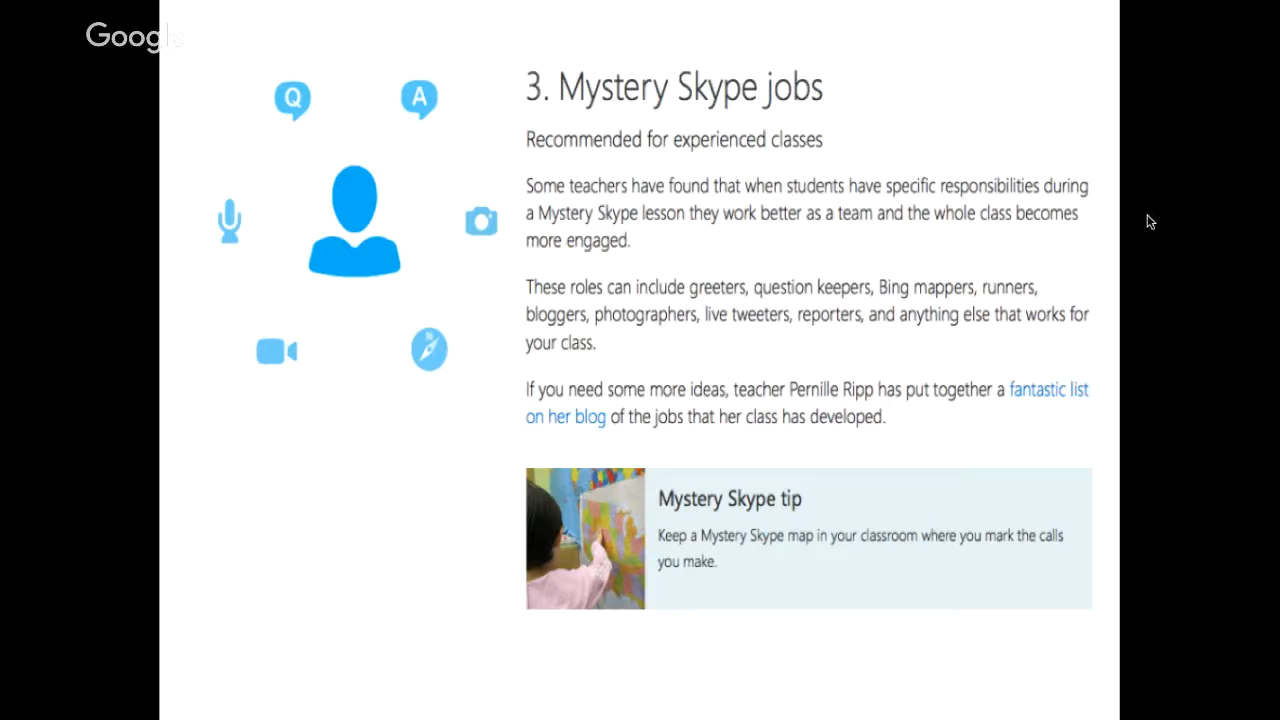 Google
Q
A
3. Mystery Skype jobs
Recommended for experienced classes
Some teachers have found that when students have specific responsibilities during
a Mystery Skype lesson they work better as a team and the whole class becomes
more engaged.
These roles can include greeters, question keepers, Bing mappers, runners,
bloggers, photographers, live tweeters, reporters, and anything else that works for
your class.
If you need some more ideas, teacher Pernille Ripp has put together a fantastic list
on her blog of the jobs that her class has developed.
N
Mystery Skype tip
Keep a Mystery Skype map in your classroom where you mark the calls
you make.